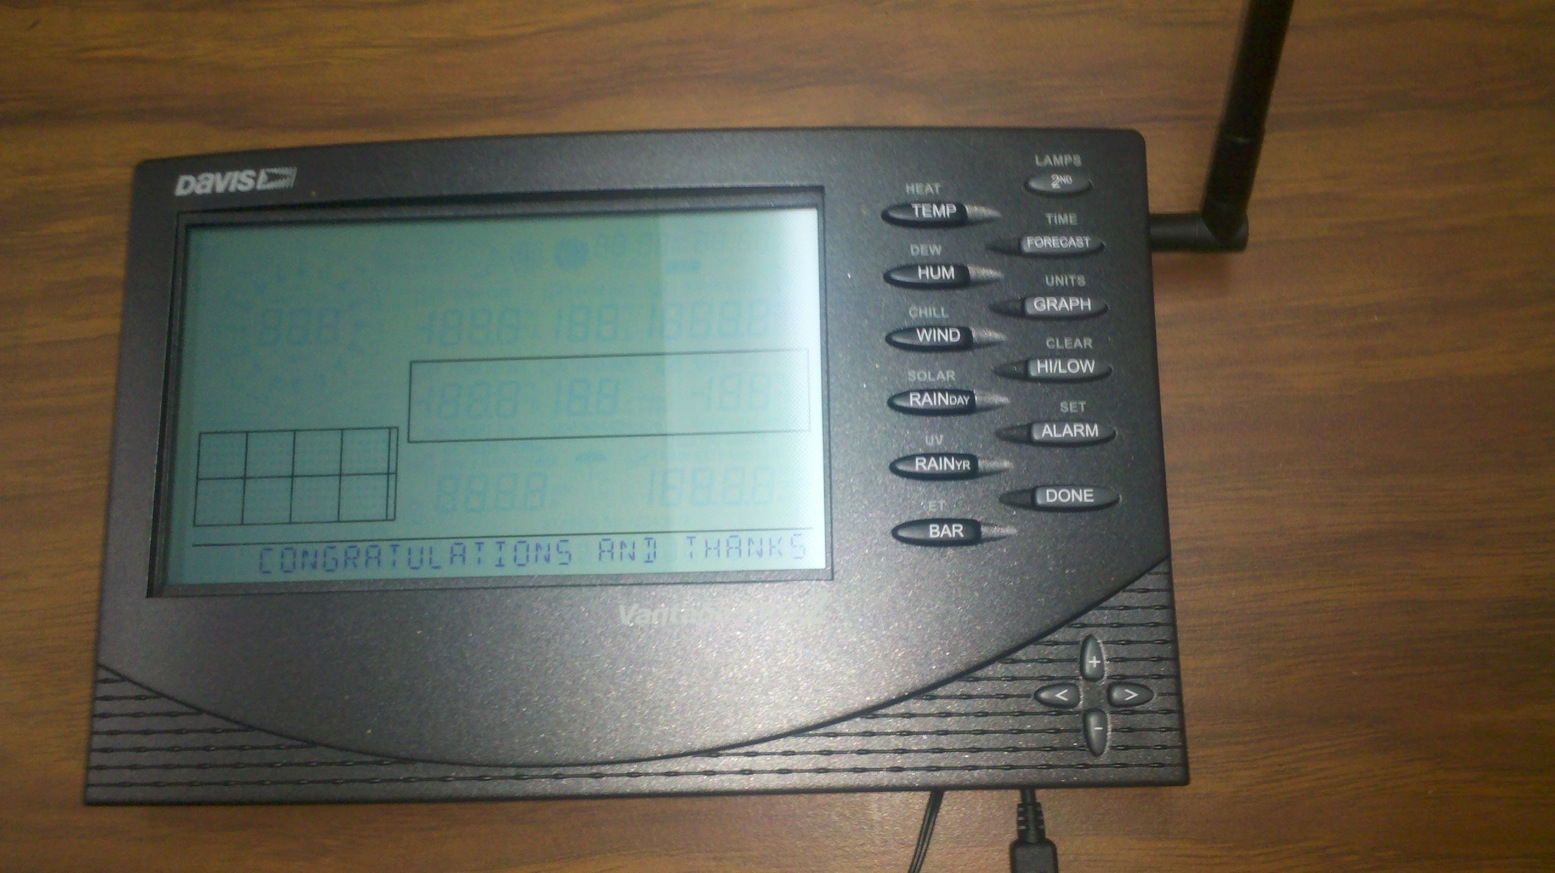 DAVIS
LAMPS
2ND
HEAT
TEMP
TIME
FORECAST
DEW
HUM
UNITS
GRAPH
CHILL
WIND
CLEAR
HI/LOW
SOLAR
RAINDAY
SET
ALARM
UV
RAINYR
DONE
ET
BAR
CONGRATULATIONS AND THANKS
+
< >
-